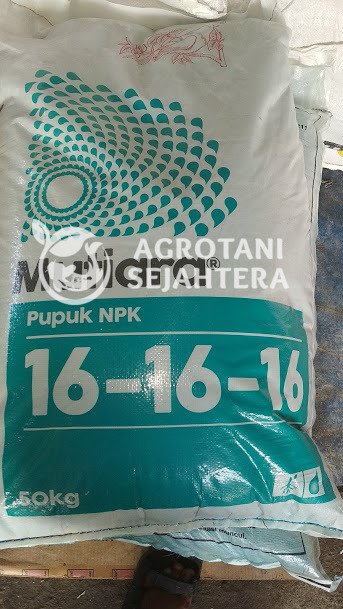 AGROTANI
SEJAHTERA
Pupuk NPK
16-16-16
50kg